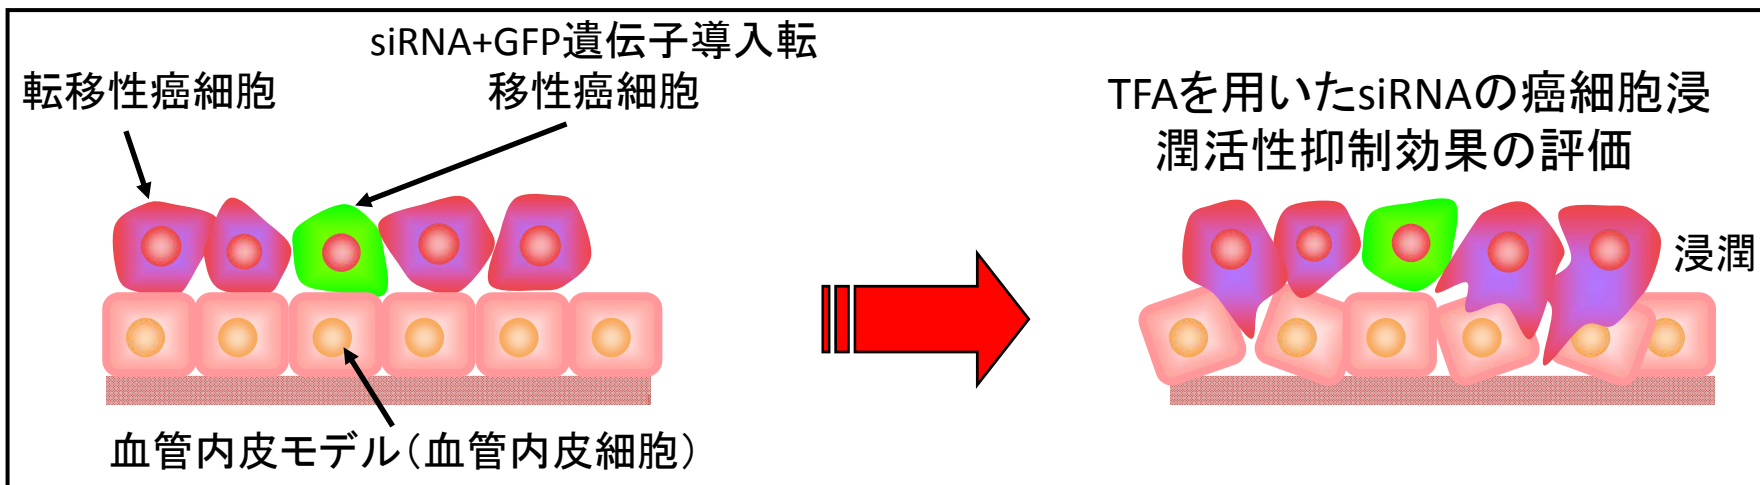 siRNA+GFP遺伝子導入転
移性癌細胞
転移性癌細胞
血管内皮モデル（血管内皮細胞）
TFAを用いたsiRNAの癌細胞浸
潤活性抑制効果の評価
浸潤